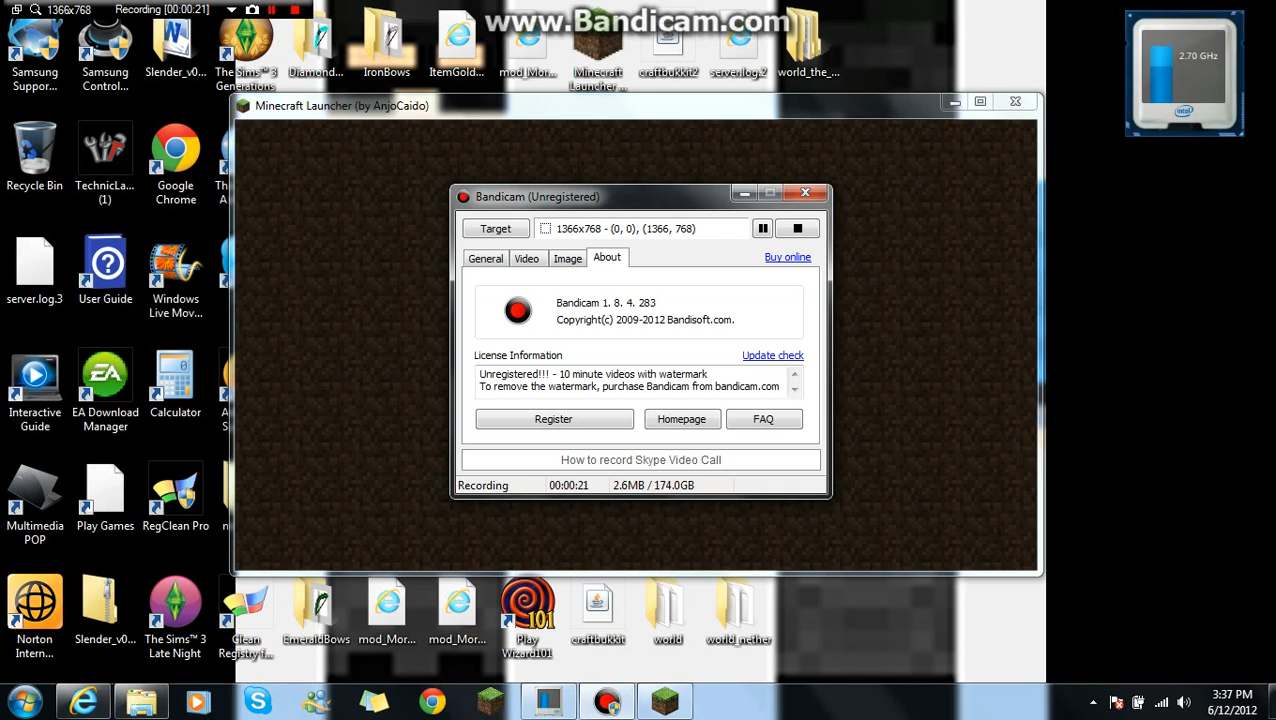 1366x768 Recording [00:00:21]
www.Bandicam.com
Samsung Suppor...
Samsung Control...
Slender_v0...
The Sims™ 3 Generations
Diamond...
IronBows
ItemGold...
mod_Mor...
Minecraft Launcher ...
craftbukkit2
server.log.2
world_the_...
2.70 GHz
intel
Minecraft Launcher (by AnjoCaido)
Recycle Bin
TechnicLa...
Google Chrome
Bandicam (Unregistered)
Target
1366x768 - (0, 0), (1366, 768)
General
Video
Image
About
Buy online
server.log.3
User Guide
Windows Live Mov...
Bandicam 1. 8. 4. 283
Copyright(c) 2009-2012 Bandisoft.com.
License Information
Update check
Unregistered!!! - 10 minute videos with watermark
To remove the watermark, purchase Bandicam from bandicam.com
Interactive Guide
EA Download Manager
Calculator
Register
Homepage
FAQ
How to record Skype Video Call
Recording
00:00:21
2.6MB / 174.0GB
Multimedia POP
Play Games
RegClean Pro
Norton Intern...
Slender_v0...
The Sims™ 3 Late Night
Clean Registry f...
EmeraldBows
mod_Mor...
mod_Mor...
Play Wizard101
craftbukkit
world
world_nether
3:37 PM
6/12/2012